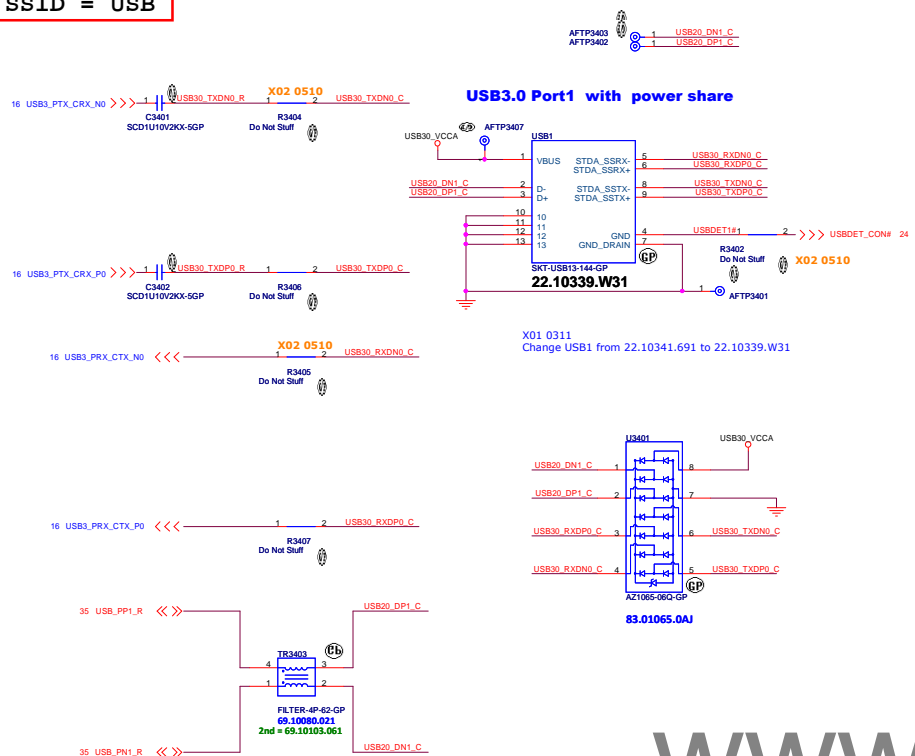 SSID = USB
AFTP3403 1 USB20_DN1_C
AFTP3402 1 USB20_DP1_C
USB3.0 Port1 with power share
X02 0510
16 USB3_PTX_CRX_N0 1 USB30_TXDN0_R 1 2 USB30_TXDN0_C
C3401
SCD1U10V2KX-5GP
R3404
Do Not Stuff
USB30_VCCA
AFTP3407
USB1
1 VBUS STDA_SSRX- 5 USB30_RXDN0_C
STDA_SSRX+ 6 USB30_RXDP0_C
USB20_DN1_C 2 D- STDA_SSTX- 8 USB30_TXDN0_C
USB20_DP1_C 3 D+ STDA_SSTX+ 9 USB30_TXDP0_C
10 10
11 11
12 12 GND 4 USBDET1# 1 2 USBDET_CON# 24
13 13 GND_DRAIN 7
GP
R3402
Do Not Stuff
X02 0510
SKT-USB13-144-GP
22.10339.W31
1 AFTP3401
16 USB3_PTX_CRX_P0 1 USB30_TXDP0_R 1 2 USB30_TXDP0_C
C3402
SCD1U10V2KX-5GP
R3406
Do Not Stuff
X01 0311
Change USB1 from 22.10341.691 to 22.10339.W31
X02 0510
16 USB3_PRX_CTX_N0 1 2 USB30_RXDN0_C
R3405
Do Not Stuff
U3401
USB30_VCCA
USB20_DN1_C 1 8
USB20_DP1_C 2 7
USB30_RXDP0_C 3 6 USB30_TXDN0_C
USB30_RXDN0_C 4 5 USB30_TXDP0_C
GP
AZ1065-06Q-GP
83.01065.0AJ
16 USB3_PRX_CTX_P0 1 2 USB30_RXDP0_C
R3407
Do Not Stuff
35 USB_PP1_R USB20_DP1_C
TR3403
4 3
1 2
FILTER-4P-62-GP
69.10080.021
2nd = 69.10103.061
35 USB_PN1_R USB20_DN1_C
WWW